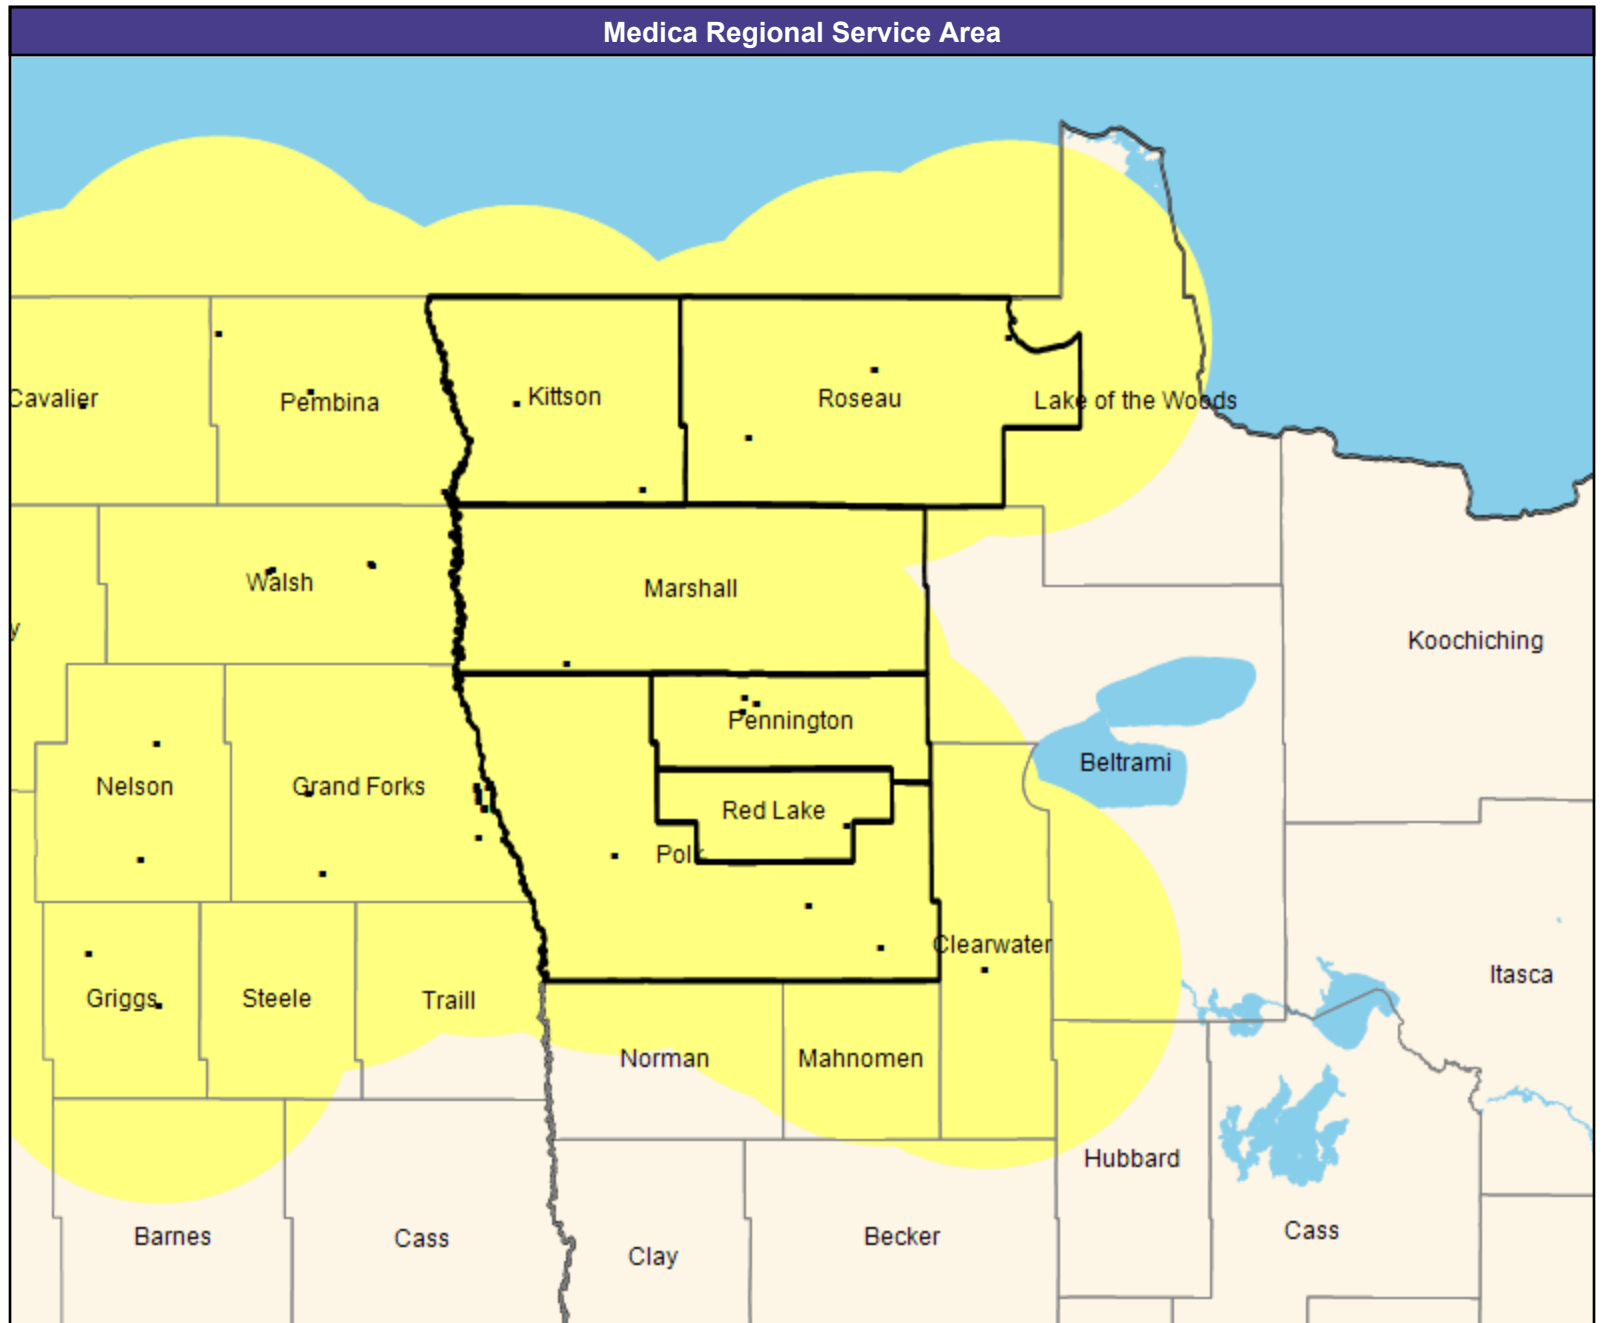 Medica Regional Service Area
Cavalier
Pembina
Kittson
Roseau
Lake of the Woods
Walsh
Marshall
y
Koochiching
Pennington
Nelson
Grand Forks
Beltrami
Red Lake
Polk
Clearwater
Griggs
Steele
Traill
Itasca
Norman
Mahnomen
Hubbard
Barnes
Cass
Clay
Becker
Cass